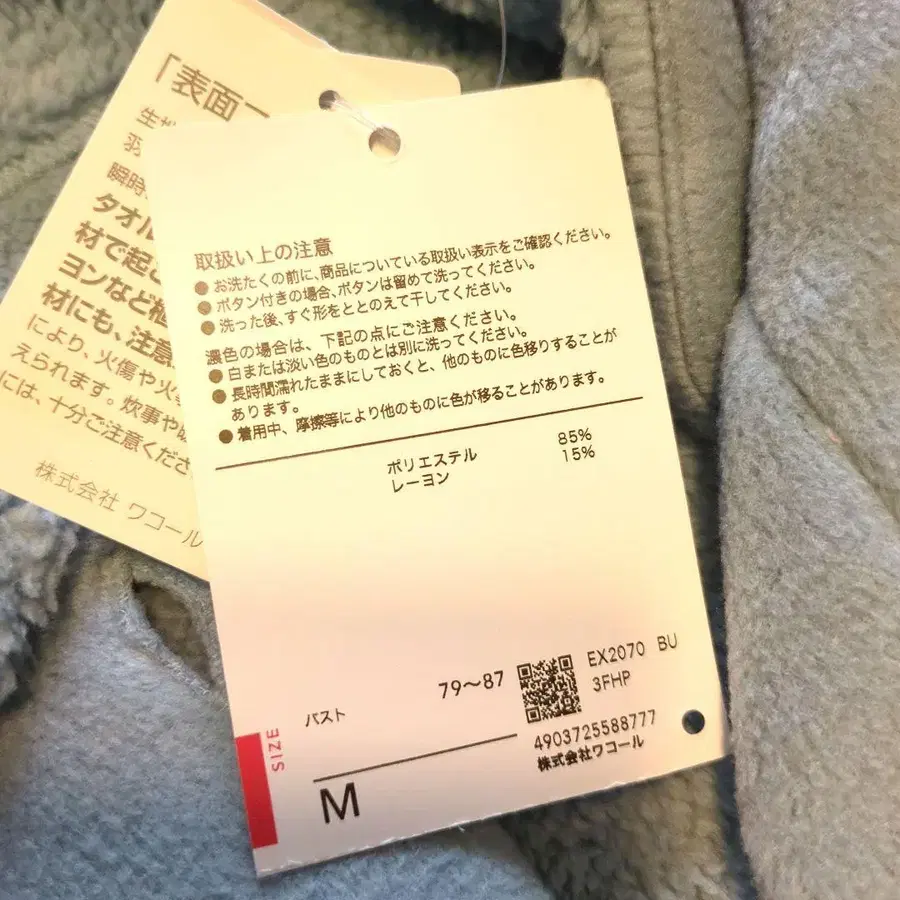 「表面
瞬時
タオル
材で起
ヨンなど植
材にも、注意
により、火傷や火
えられます。炊事や
には、十分ご注意くださ
株式会社 ワコール
取扱い上の注意
●お洗たくの前に、商品についている取扱い表示をご確認ください。
●ボタン付きの場合、ボタンは留めて洗ってください。
●洗った後、すぐ形をととのえて干してください。
濃色の場合は、下記の点にご注意ください。
●白または淡い色のものとは別に洗ってください。
●長時間濡れたままにしておくと、他のものに色移りすることが
あります。
●着用中、摩擦等により他のものに色が移ることがあります。
ポリエステル 85%
レーヨン 15%
バスト 79〜87
SIZE
M
EX2070 BU
3FHP
4903725588777
株式会社ワコール